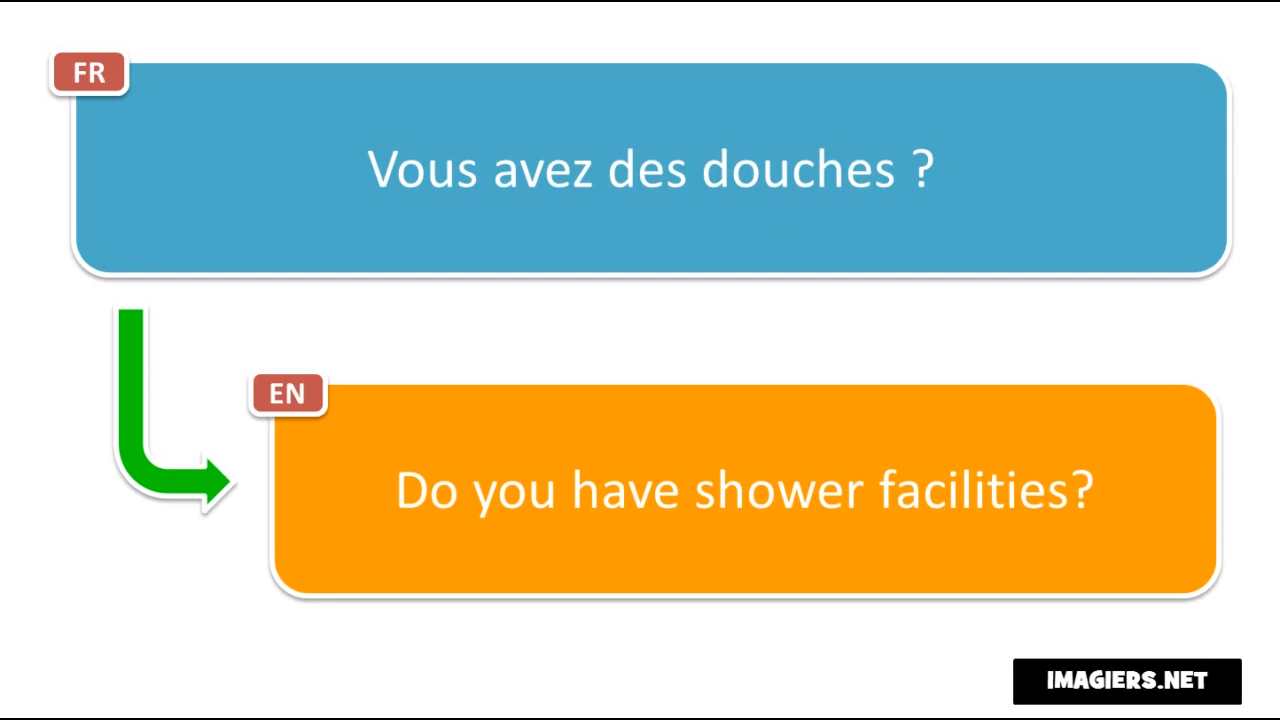 FR
Vous avez des douches ?
EN
Do you have shower facilities?
IMAGIERS.NET